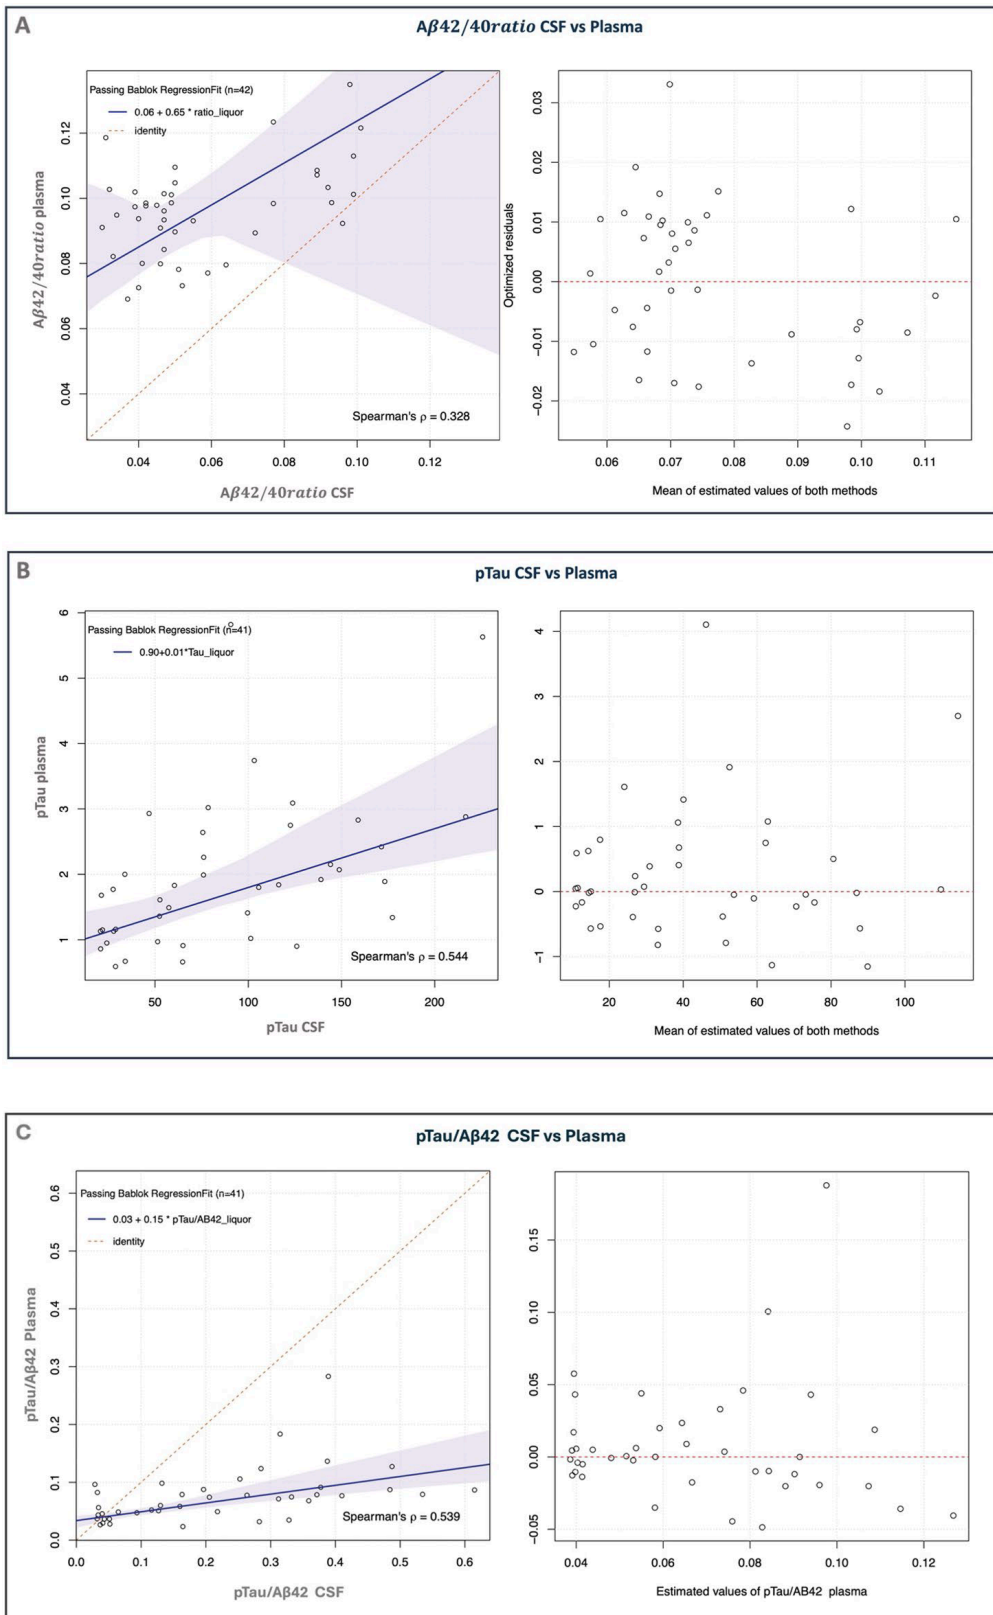 A
Aβ42/40ratio CSF vs Plasma
Passing Bablok RegressionFit (n=42)
0.06 + 0.65 * ratio_liquor
identity
Aβ42/40ratio plasma
0.04
0.06
0.08
0.10
0.12
Spearman's ρ = 0.328
0.04
0.06
0.08
0.10
0.12
Aβ42/40ratio CSF
Optimized residuals
−0.02
−0.01
0.00
0.01
0.02
0.03
0.06
0.07
0.08
0.09
0.10
0.11
Mean of estimated values of both methods
B
pTau CSF vs Plasma
Passing Bablok RegressionFit (n=41)
0.90+0.01*Tau_liquor
pTau plasma
1
2
3
4
5
6
Spearman's ρ = 0.544
50
100
150
200
pTau CSF
−1
0
1
2
3
4
20
40
60
80
100
Mean of estimated values of both methods
C
pTau/Aβ42 CSF vs Plasma
Passing Bablok RegressionFit (n=41)
0.03 + 0.15 * pTau/AB42_liquor
identity
pTau/Aβ42 Plasma
0.0
0.1
0.2
0.3
0.4
0.5
0.6
Spearman's ρ = 0.539
0.0
0.1
0.2
0.3
0.4
0.5
0.6
pTau/Aβ42 CSF
−0.05
0.00
0.05
0.10
0.15
0.04
0.06
0.08
0.10
0.12
Estimated values of pTau/AB42 plasma